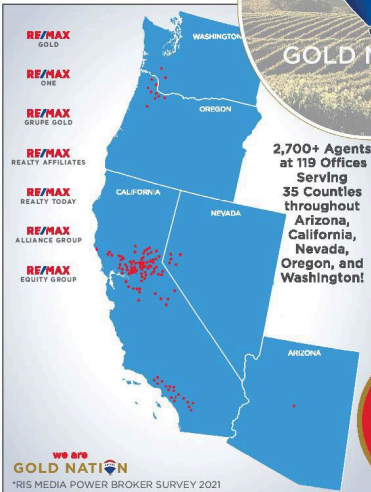 RE/MAX
GOLD
RE/MAX
ONE
RE/MAX
GRUPE GOLD
RE/MAX
REALTY AFFILIATES
RE/MAX
REALTY TODAY
RE/MAX
ALLIANCE GROUP
RE/MAX
EQUITY GROUP
WASHINGTON
OREGON
CALIFORNIA
NEVADA
ARIZONA
GOLD
2,700+ Agents
at 119 Offices
Serving
35 Counties
throughout
Arizona,
California,
Nevada,
Oregon, and
Washington!
we are
GOLD NATION
*RIS MEDIA POWER BROKER SURVEY 2021